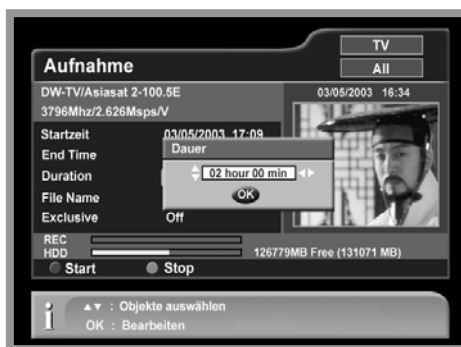 TV
Aufnahme
All
DW-TV/Asiasat 2-100.5E
03/05/2003 16:34
3796Mhz/2.626Msps/V
Startzeit 03/05/2003 17:09
End Time
Dauer
Duration
02 hour 00 min
File Name
OK
Exclusive Off
REC
HDD 126779MB Free (131071 MB)
Start Stop
i
▲▼ : Objekte auswählen
OK : Bearbeiten